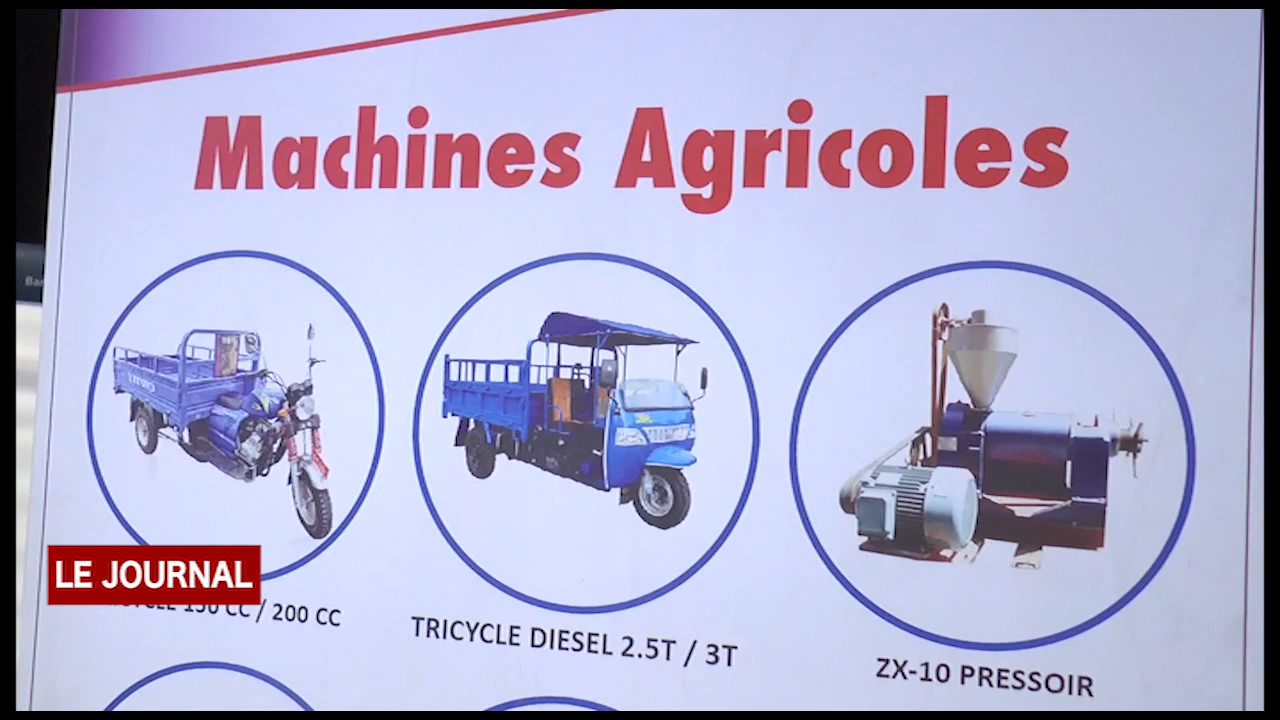 Machines Agricoles
150 CC / 200 CC
TRICYCLE DIESEL 2.5T / 3T
ZX-10 PRESSOIR
LE JOURNAL